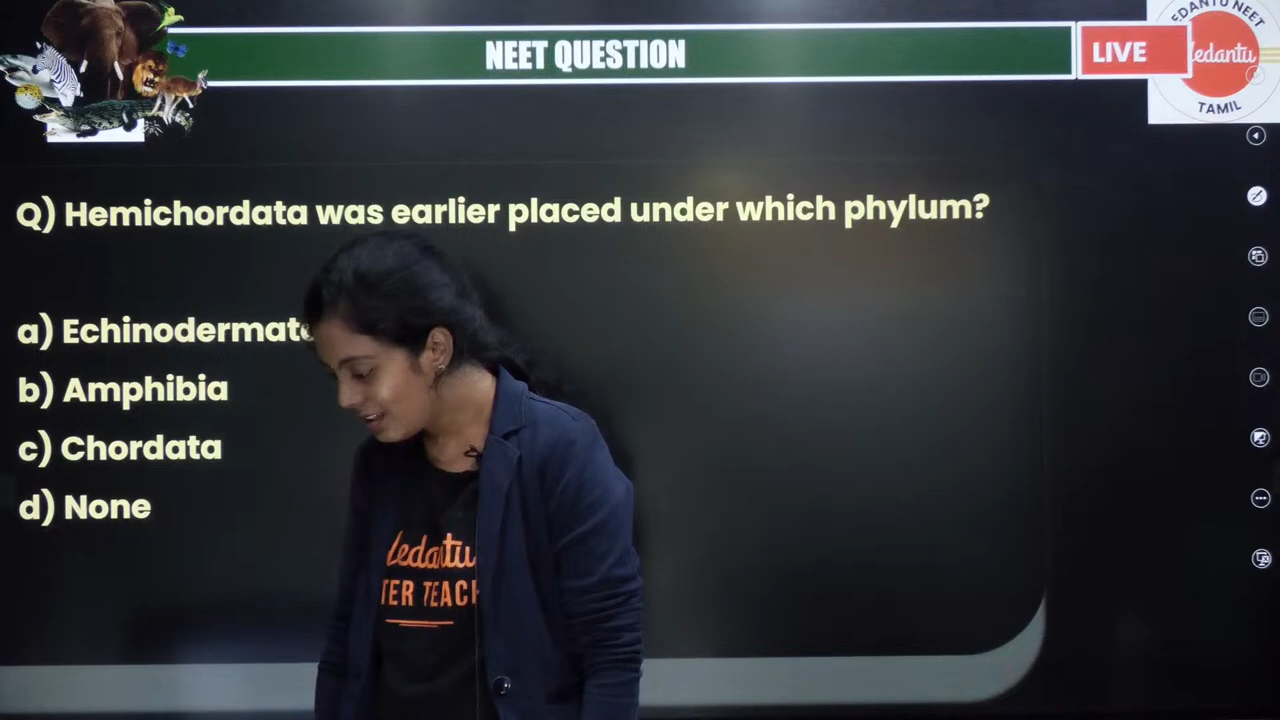 NEET QUESTION
LIVE
EDANTU NEET
Vedantu
TAMIL
Q) Hemichordata was earlier placed under which phylum?
a) Echinodermata
b) Amphibia
c) Chordata
d) None
Vedantu
TER TEACH